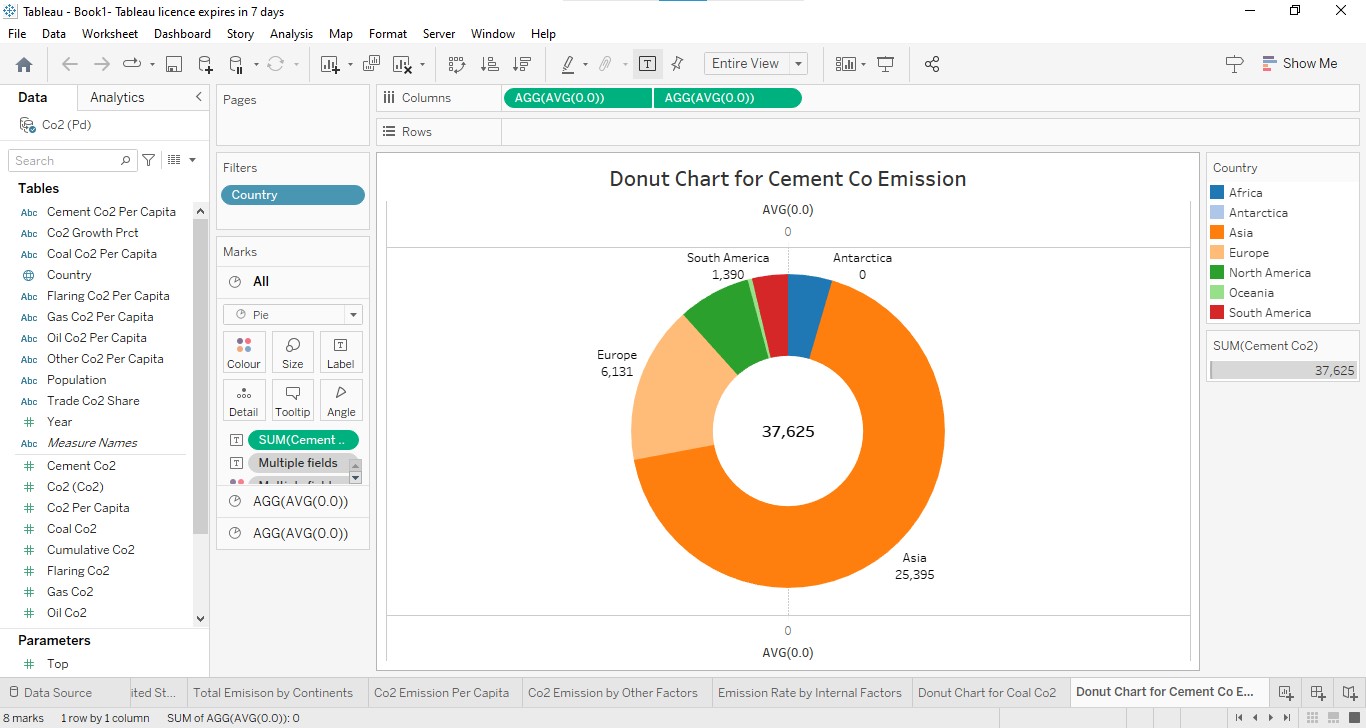 Tableau - Book1- Tableau licence expires in 7 days
File Data Worksheet Dashboard Story Analysis Map Format Server Window Help
Entire View
Show Me
Data Analytics
Co2 (Pd)
Search
Tables
Abc Cement Co2 Per Capita
Abc Co2 Growth Prct
Abc Coal Co2 Per Capita
Country
Abc Flaring Co2 Per Capita
Abc Gas Co2 Per Capita
Abc Oil Co2 Per Capita
Abc Other Co2 Per Capita
Abc Population
Abc Trade Co2 Share
# Year
Abc Measure Names
# Cement Co2
# Co2 (Co2)
# Co2 Per Capita
# Coal Co2
# Cumulative Co2
# Flaring Co2
# Gas Co2
# Oil Co2
Parameters
# Top
Pages
Filters
Country
Marks
All
Pie
Colour Size T Label
Detail Tooltip Angle
T SUM(Cement ..
T Multiple fields
AGG(AVG(0.0))
AGG(AVG(0.0))
Columns AGG(AVG(0.0)) AGG(AVG(0.0))
Rows
Donut Chart for Cement Co Emission
AVG(0.0)
0
South America
1,390
Antarctica
0
Europe
6,131
37,625
Asia
25,395
0
AVG(0.0)
Country
Africa
Antarctica
Asia
Europe
North America
Oceania
South America
SUM(Cement Co2)
37,625
Data Source ited St... Total Emisison by Continents Co2 Emission Per Capita Co2 Emission by Other Factors Emission Rate by Internal Factors Donut Chart for Coal Co2 Donut Chart for Cement Co E...
8 marks 1 row by 1 column SUM of AGG(AVG(0.0)): 0